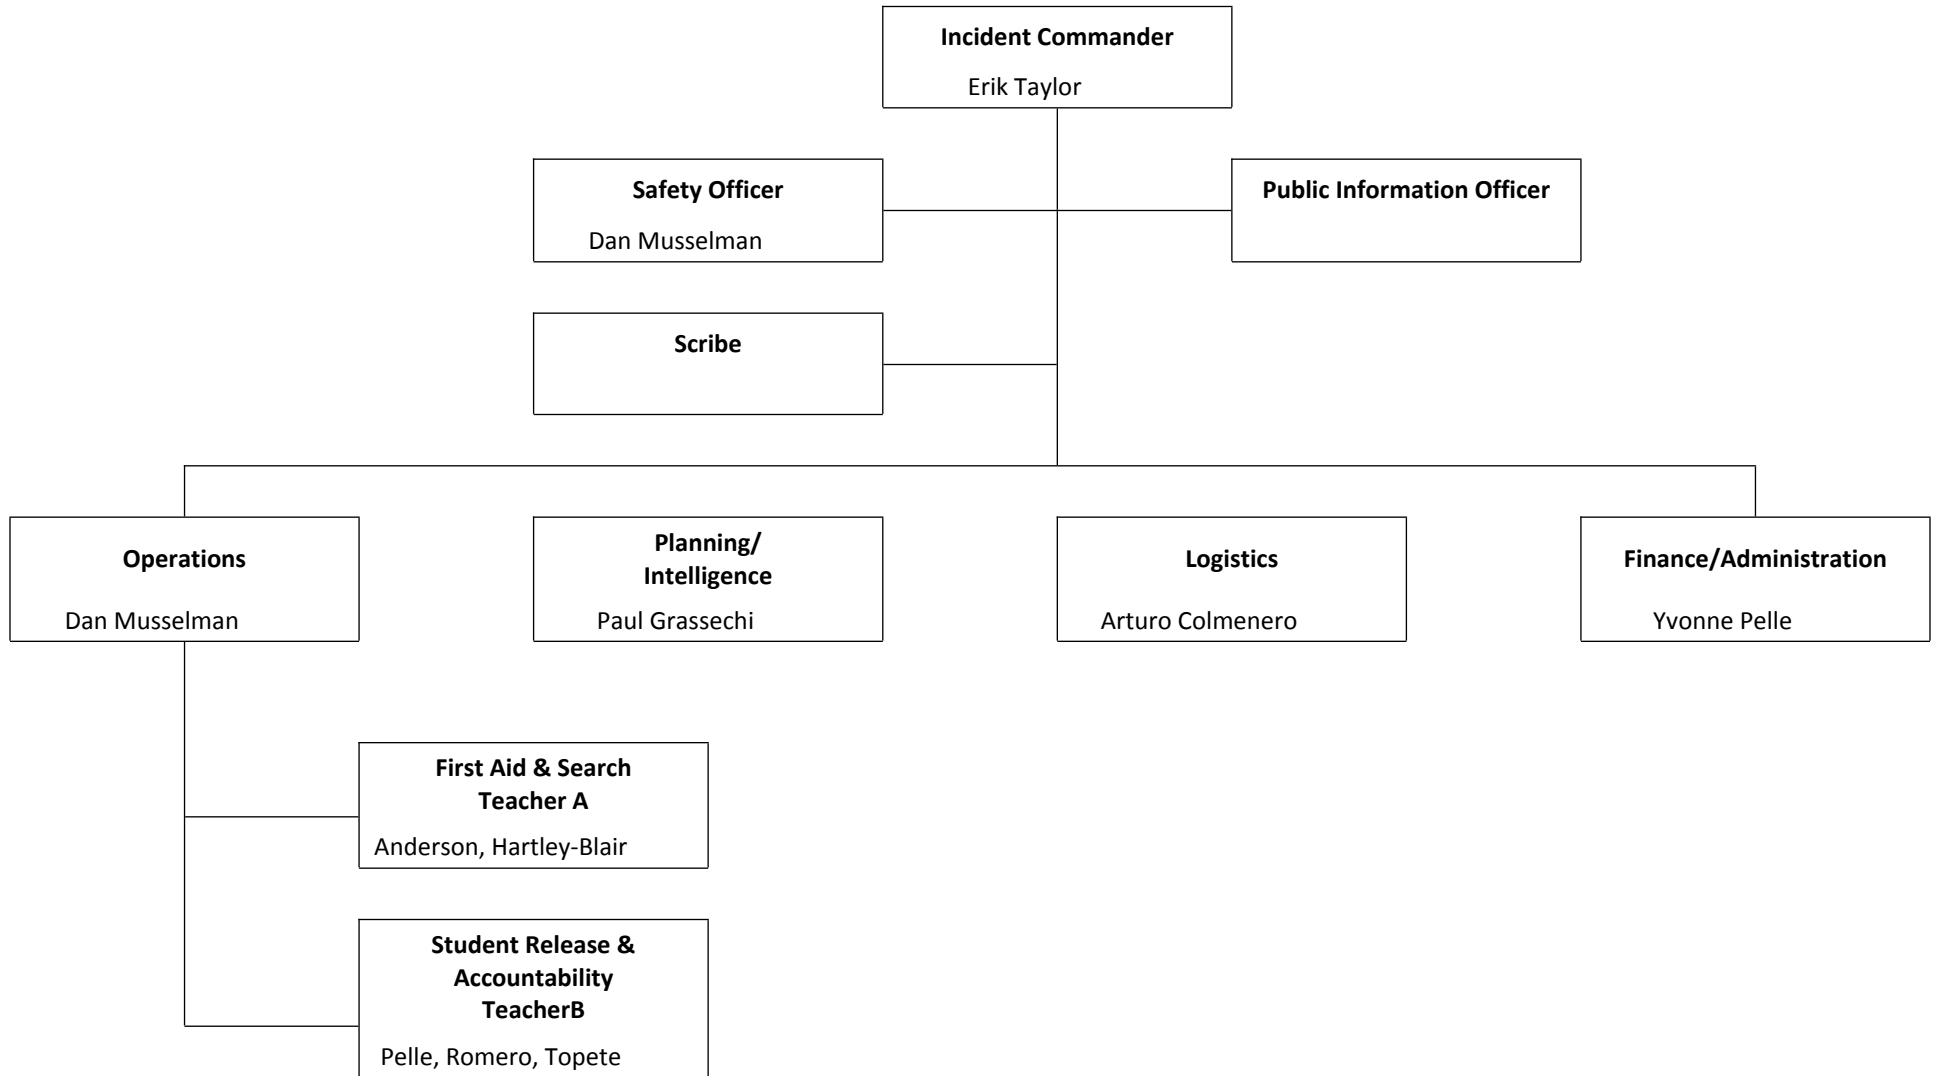 Incident Commander
Erik Taylor
Safety Officer
Dan Musselman
Public Information Officer
Scribe
Operations
Dan Musselman
Planning/
Intelligence
Paul Grassechi
Logistics
Arturo Colmenero
Finance/Administration
Yvonne Pelle
First Aid & Search
Teacher A
Anderson, Hartley-Blair
Student Release &
Accountability
TeacherB
Pelle, Romero, Topete